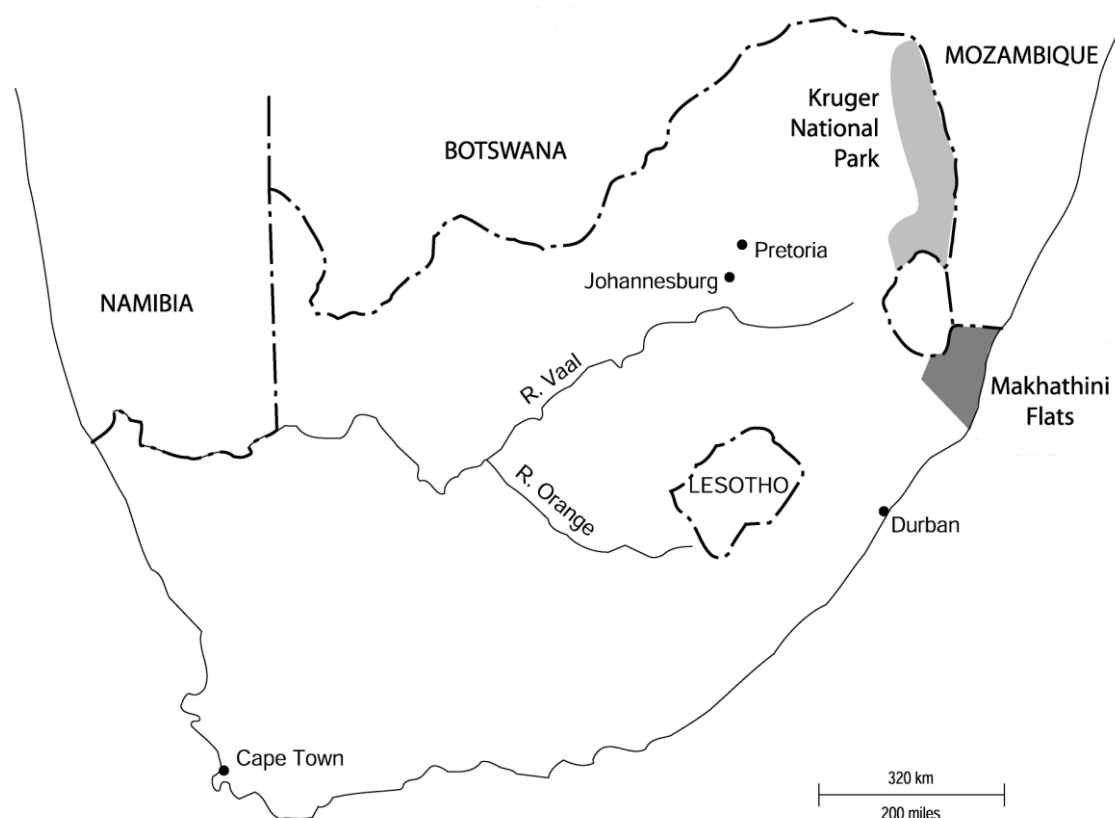 MOZAMBIQUE
Kruger
National
Park
BOTSWANA
Pretoria
Johannesburg
NAMIBIA
R. Vaal
Makhathini
Flats
LESOTHO
R. Orange
Durban
Cape Town
320 km
200 miles